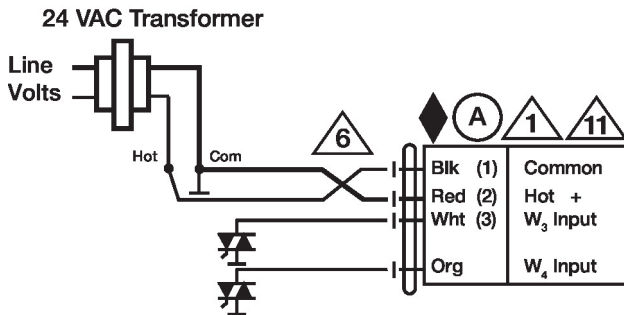 24 VAC Transformer
Line
Volts
Hot
Com
6
A
1
11
Blk (1) Common
Red (2) Hot +
Wht (3) W₃ Input
Org W₄ Input